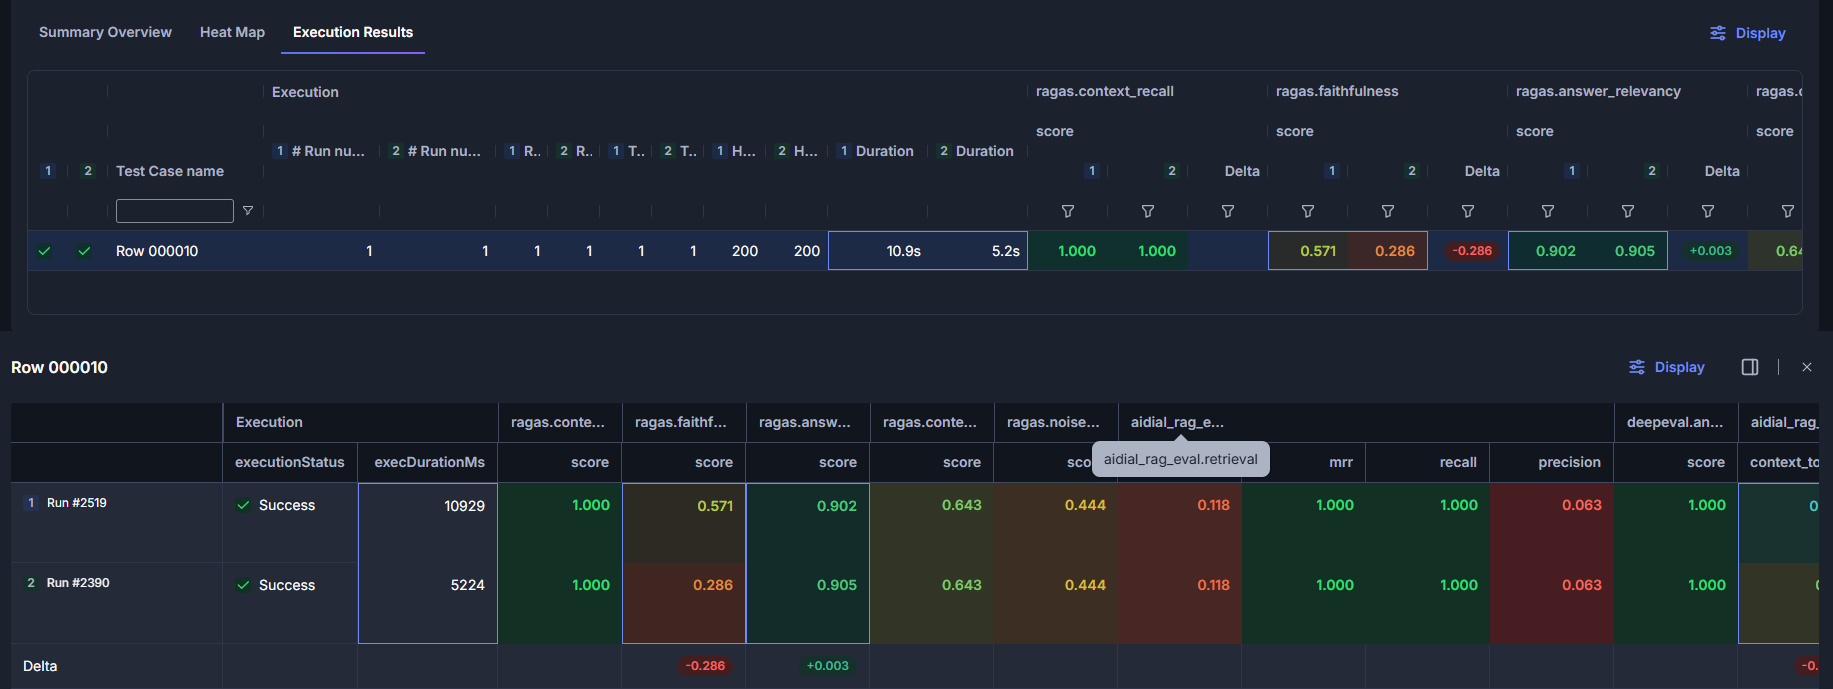 Summary Overview Heat Map Execution Results Display
Execution ragas.context_recall ragas.faithfulness ragas.answer_relevancy ragas.c
score score score score
1 # Run nu... 2 # Run nu... 1 R.. 2 R.. 1 T.. 2 T.. 1 H... 2 H... 1 Duration 2 Duration
1 2 Test Case name 1 2 Delta 1 2 Delta 1 2 Delta
Row 000010 1 1 1 1 1 1 200 200 10.9s 5.2s 1.000 1.000 0.571 0.286 -0.286 0.902 0.905 +0.003 0.64
Row 000010 Display
Execution ragas.conte... ragas.faithf... ragas.answ... ragas.conte... ragas.noise... aidial_rag_e... deepeval.an... aidial_rag_
executionStatus execDurationMs score score score score sco aidial_rag_eval.retrieval mrr recall precision score context_to
1 Run #2519 Success 10929 1.000 0.571 0.902 0.643 0.444 0.118 1.000 1.000 0.063 1.000 0
2 Run #2390 Success 5224 1.000 0.286 0.905 0.643 0.444 0.118 1.000 1.000 0.063 1.000
Delta -0.286 +0.003 -0.